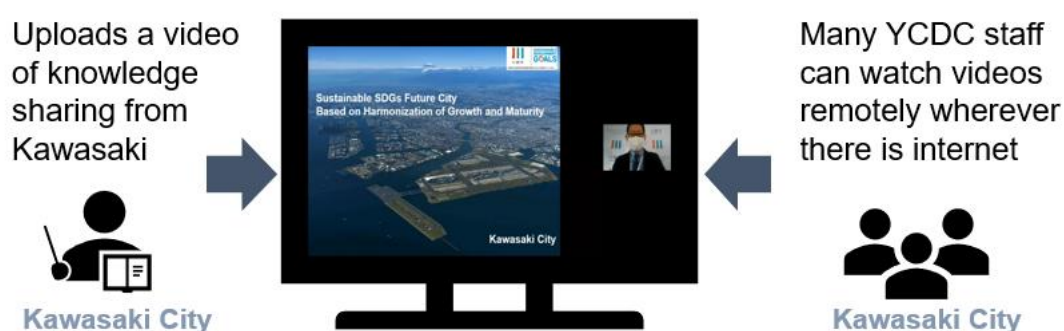 Uploads a video
of knowledge
sharing from
Kawasaki
Kawasaki City
GOALS
Sustainable SDGs Future City
Based on Harmonization of Growth and Maturity
Kawasaki City
Many YCDC staff
can watch videos
remotely wherever
there is internet
Kawasaki City